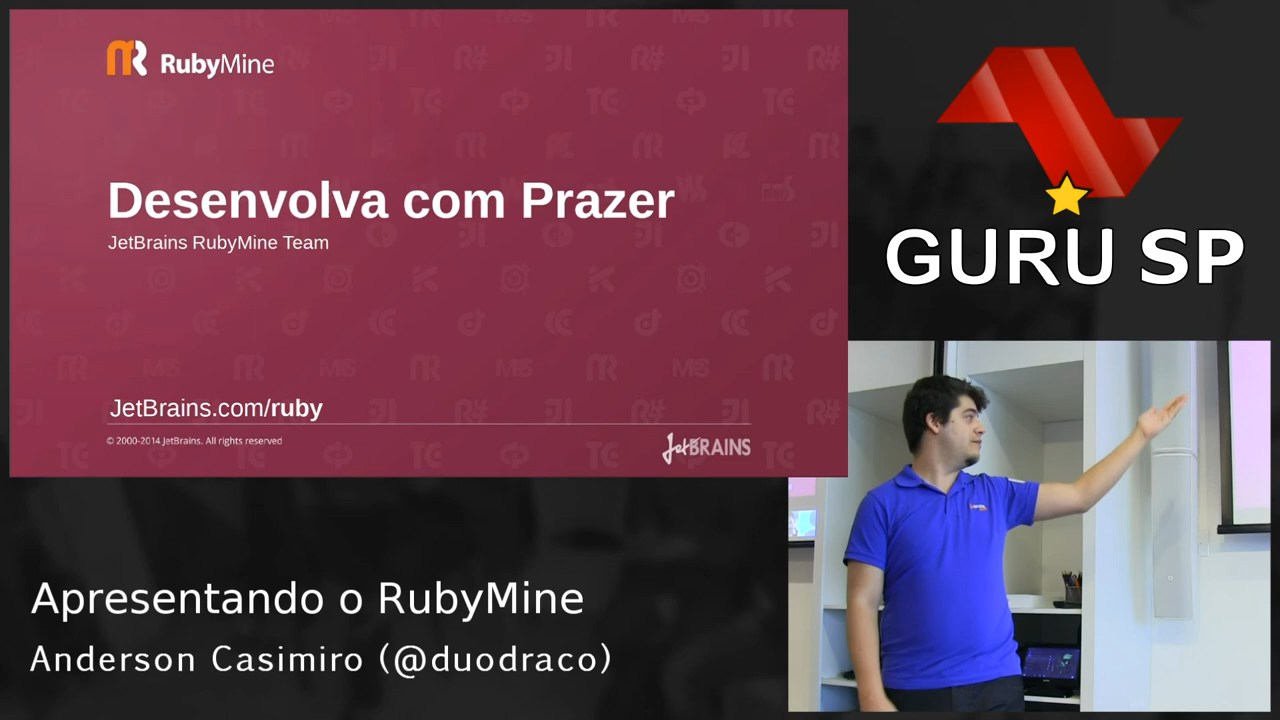 RubyMine
Desenvolva com Prazer
JetBrains RubyMine Team
JetBrains.com/ruby
© 2000-2014 JetBrains. All rights reserved
JetBRAINS
GURU SP
Apresentando o RubyMine
Anderson Casimiro (@duodraco)